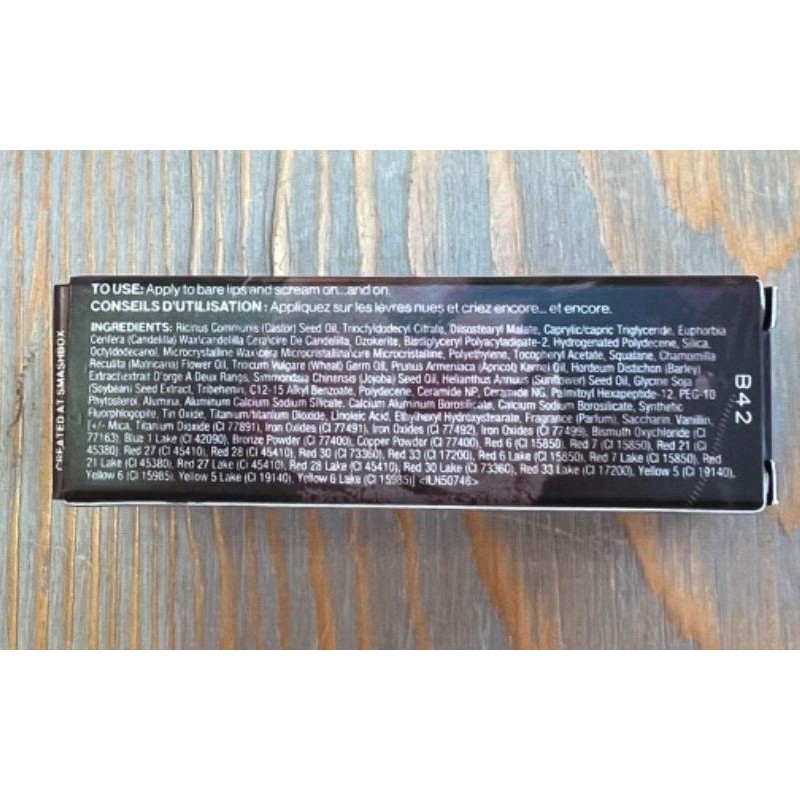 TO USE: Apply to bare lips and scream on...and on.
CONSEILS D'UTILISATION : Appliquez sur les lèvres nues et criez encore... et encore.
INGREDIENTS: Ricinus Communis (Castor) Seed Oil, Trioctyldodecyl Citrate, Diisostearyl Malate, Caprylic/capric Triglyceride, Euphorbia
Cerifera (Candelilla) Wax\candelilla Cera\cire De Candelilla, Ozokerite, Bis-diglyceryl Polyacyladipate-2, Hydrogenated Polydecene, Silica,
Octyldodecanol, Microcrystalline Wax\cera Microcristallina\cire Microcristalline, Polyethylene, Tocopheryl Acetate, Squalane, Chamomilla
Recutita (Matricaria) Flower Oil, Triticum Vulgare (Wheat) Germ Oil, Prunus Armeniaca (Apricot) Kernel Oil, Hordeum Distichon (Barley)
Extract\extrait D'orge A Deux Rangs, Simmondsia Chinensis (Jojoba) Seed Oil, Helianthus Annuus (Sunflower) Seed Oil, Glycine Soja
(Soybean) Seed Extract, Tribehenin, C12-15 Alkyl Benzoate, Polydecene, Ceramide NP, Ceramide NG, Palmitoyl Hexapeptide-12, PEG-10
Phytosterol, Alumina, Aluminum Calcium Sodium Silicate, Calcium Aluminum Borosilicate, Calcium Sodium Borosilicate, Synthetic
Fluorphlogopite, Tin Oxide, Titanium/titanium Dioxide, Linoleic Acid, Ethylhexyl Hydroxystearate, Fragrance (Parfum), Saccharin, Vanillin,
[+/- Mica, Titanium Dioxide (CI 77891), Iron Oxides (CI 77491), Iron Oxides (CI 77492), Iron Oxides (CI 77499), Bismuth Oxychloride (CI
77163), Blue 1 Lake (CI 42090), Bronze Powder (CI 77400), Copper Powder (CI 77400), Red 6 (CI 15850), Red 7 (CI 15850), Red 21 (CI
45380), Red 27 (CI 45410), Red 28 (CI 45410), Red 30 (CI 73360), Red 33 (CI 17200), Red 6 Lake (CI 15850), Red 7 Lake (CI 15850), Red
21 Lake (CI 45380), Red 27 Lake (CI 45410), Red 28 Lake (CI 45410), Red 30 Lake (CI 73360), Red 33 Lake (CI 17200), Yellow 5 (CI 19140),
Yellow 6 (CI 15985), Yellow 5 Lake (CI 19140), Yellow 6 Lake (CI 15985)] <ILN50748>
CREATED AT SMASHBOX
B42